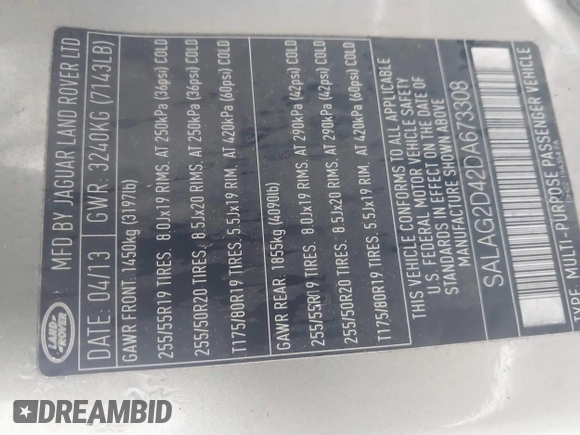 MFD BY JAGUAR LAND ROVER LTD
DATE: 04/13 GWR: 3240KG (7143LB)
GAWR FRONT: 1450kg (3197lb)
255/55R19 TIRES. 8.0Jx19 RIMS. AT 250kPa (36psi) COLD
255/50R20 TIRES. 8.5Jx20 RIMS. AT 250kPa (36psi) COLD
T175/80R19 TIRES. 5.5Jx19 RIM. AT 420kPa (60psi) COLD
GAWR REAR: 1855kg (4090lb)
255/55R19 TIRES. 8.0Jx19 RIMS. AT 290kPa (42psi) COLD
255/50R20 TIRES. 8.5Jx20 RIMS. AT 290kPa (42psi) COLD
T175/80R19 TIRES. 5.5Jx19 RIM. AT 420kPa (60psi) COLD
THIS VEHICLE CONFORMS TO ALL APPLICABLE
U.S. FEDERAL MOTOR VEHICLE SAFETY
STANDARDS IN EFFECT ON THE DATE OF
MANUFACTURE SHOWN ABOVE
SALAG2D42DA673308
TYPE: MULTI-PURPOSE PASSENGER VEHICLE
LAND ROVER
DREAMBID